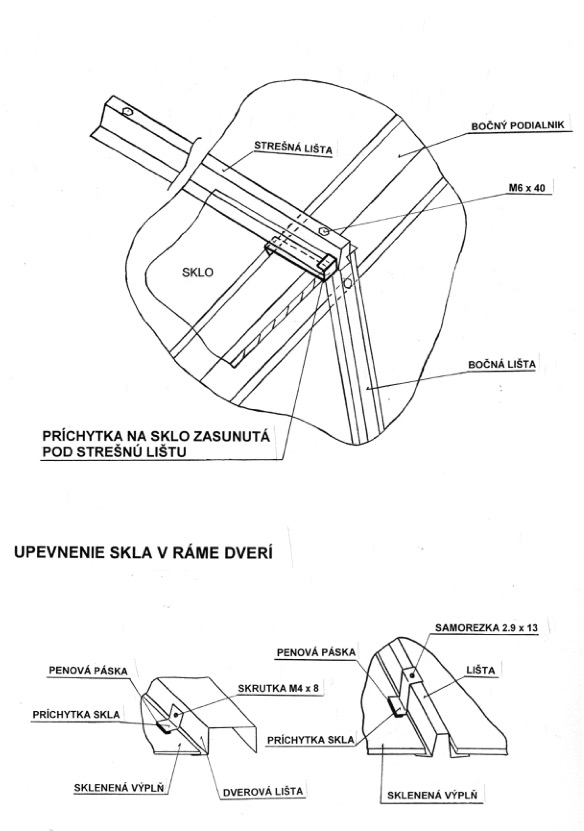 BOČNÝ PODIALNIK
STREŠNÁ LIŠTA
M6 x 40
SKLO
BOČNÁ LIŠTA
PRÍCHYTKA NA SKLO ZASUNUTÁ
POD STREŠNÚ LIŠTU
UPEVNENIE SKLA V RÁME DVERÍ
SAMOREZKA 2.9 x 13
PENOVÁ PÁSKA
LIŠTA
PENOVÁ PÁSKA
SKRUTKA M4 x 8
PRÍCHYTKA SKLA
PRÍCHYTKA SKLA
SKLENENÁ VÝPLŇ
DVEROVÁ LIŠTA
SKLENENÁ VÝPLŇ